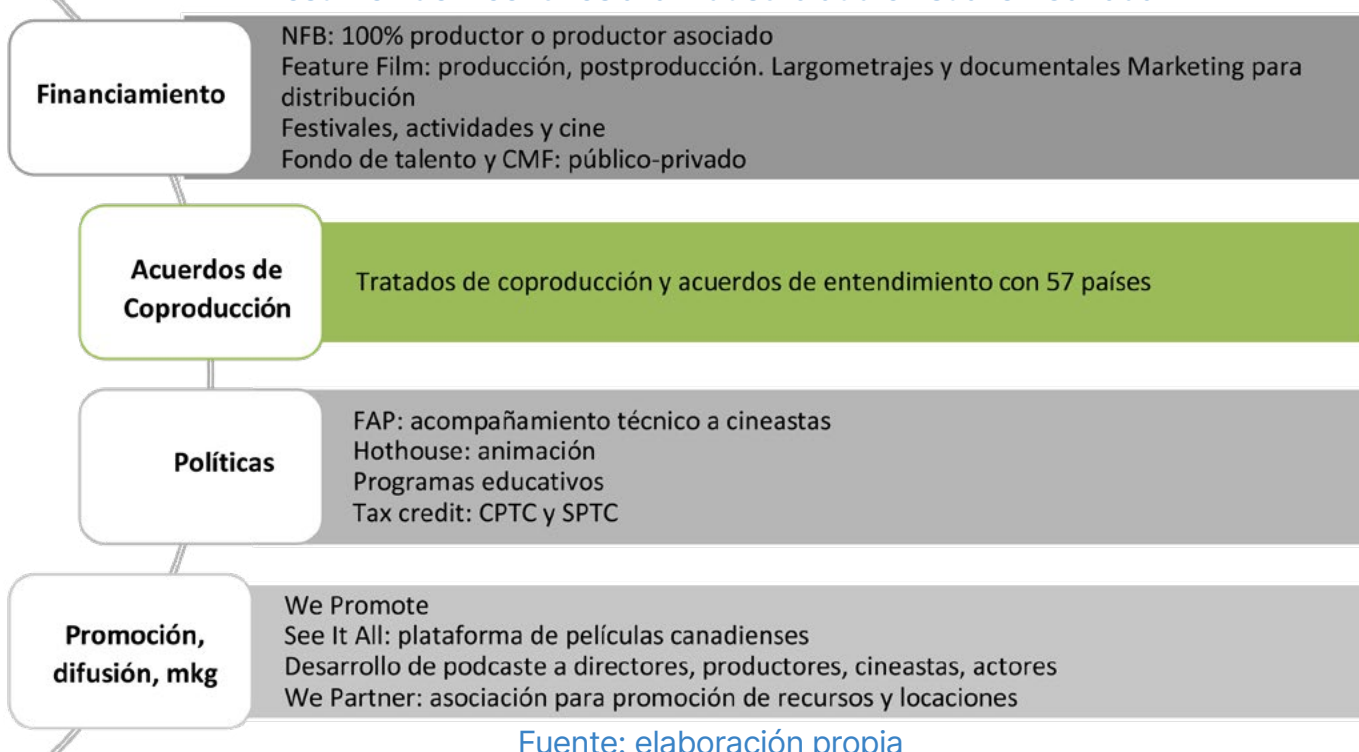 Financiamiento
NFB: 100% productor o productor asociado
Feature Film: producción, postproducción. Largometrajes y documentales Marketing para
distribución
Festivales, actividades y cine
Fondo de talento y CMF: público-privado
Acuerdos de
Coproducción
Tratados de coproducción y acuerdos de entendimiento con 57 países
Políticas
FAP: acompañamiento técnico a cineastas
Hothouse: animación
Programas educativos
Tax credit: CPTC y SPTC
Promoción,
difusión, mkg
We Promote
See It All: plataforma de películas canadienses
Desarrollo de podcaste a directores, productores, cineastas, actores
We Partner: asociación para promoción de recursos y locaciones
Fuente: elaboración propia